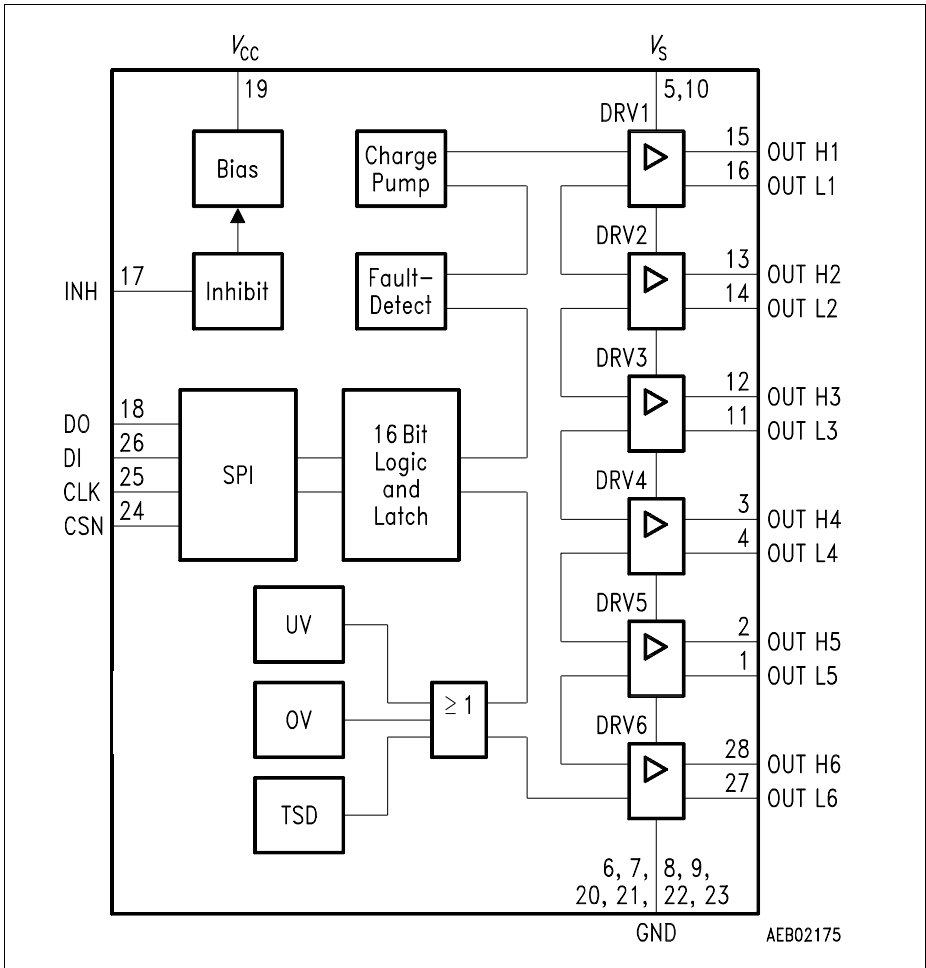 VCC
VS
19
5,10
DRV1
Bias
Charge
Pump
15
OUT H1
16
OUT L1
DRV2
INH
17
Inhibit
Fault-
Detect
13
OUT H2
14
OUT L2
DRV3
12
OUT H3
11
OUT L3
DO
18
DI
26
CLK
25
CSN
24
SPI
16 Bit
Logic
and
Latch
DRV4
3
OUT H4
4
OUT L4
DRV5
UV
2
OUT H5
1
OUT L5
OV
≥ 1
DRV6
TSD
28
OUT H6
27
OUT L6
6, 7, 8, 9,
20, 21, 22, 23
GND
AEB02175